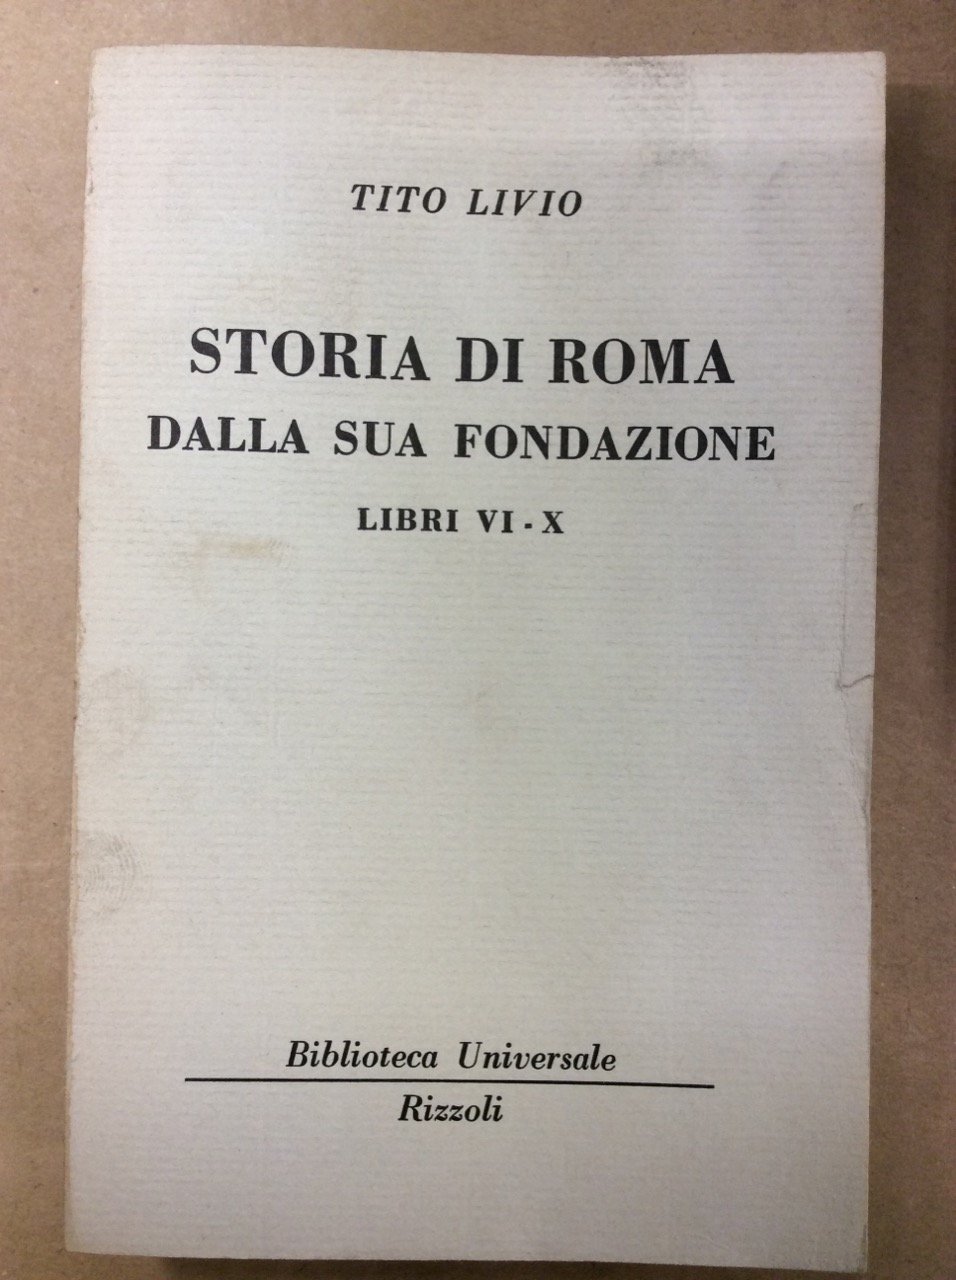 TITO LIVIO
STORIA DI ROMA
DALLA SUA FONDAZIONE
LIBRI VI - X
Biblioteca Universale
Rizzoli